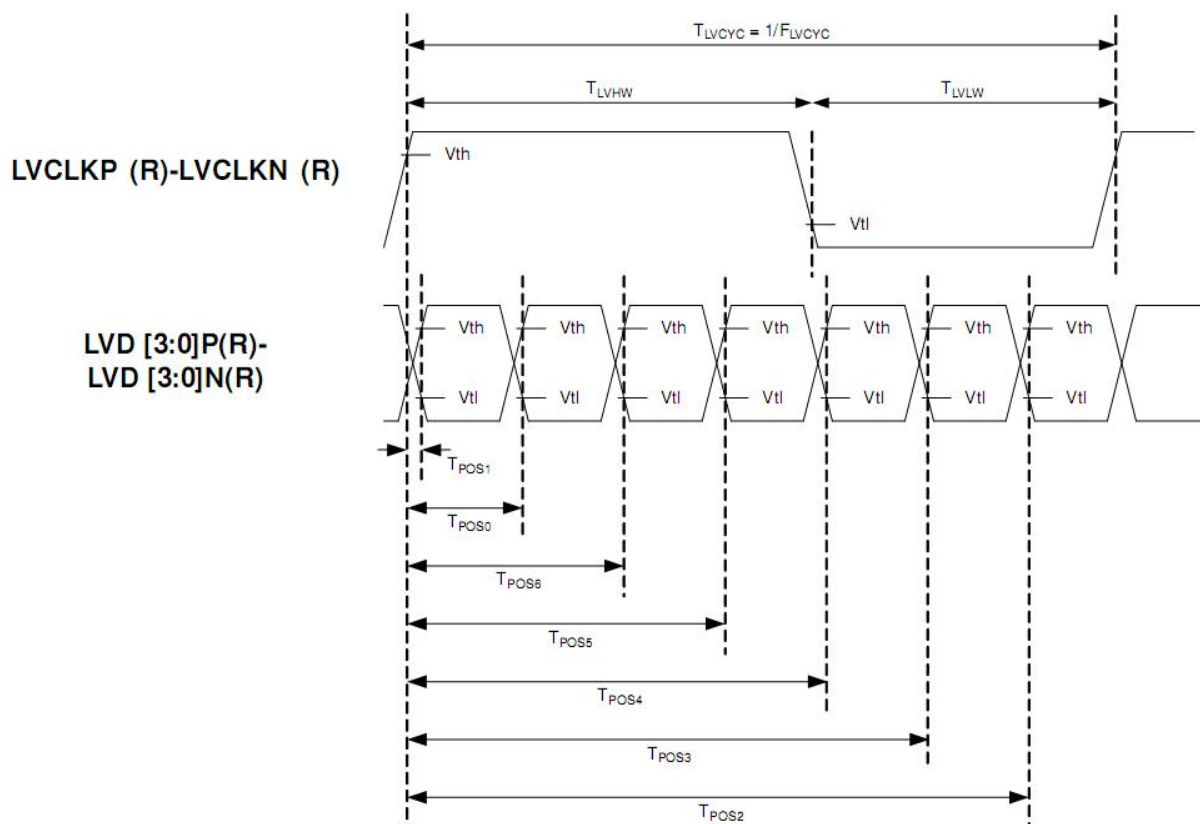 TLVCYC = 1/FLVCYC
TLVHW
TLVLW
LVCLKP (R)-LVCLKN (R)
Vth
Vtl
LVD [3:0]P(R)-
LVD [3:0]N(R)
Vth Vth Vth Vth Vth Vth Vth
Vtl Vtl Vtl Vtl Vtl Vtl Vtl
TPOS1
TPOS0
TPOS6
TPOS5
TPOS4
TPOS3
TPOS2